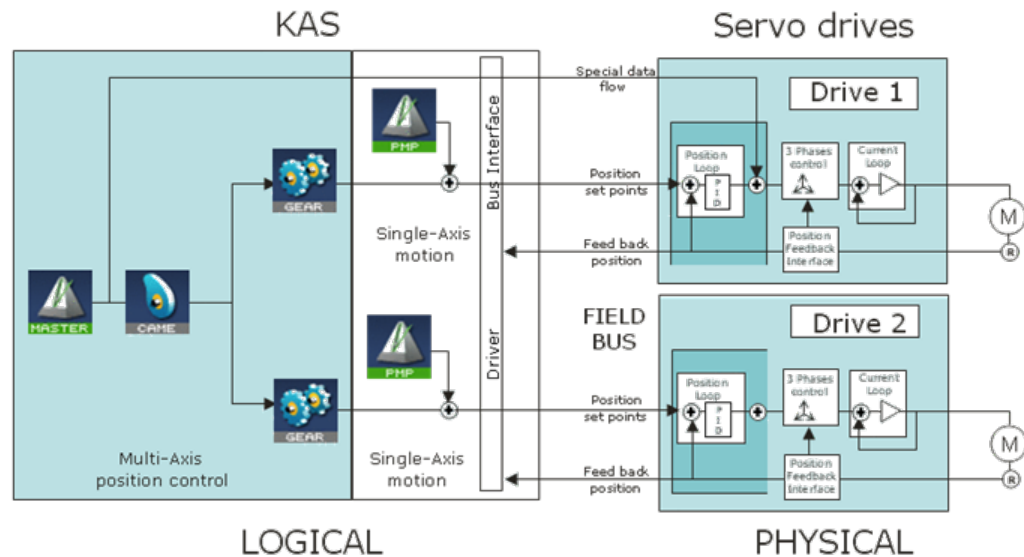 KAS
Servo drives
Special data
flow
Drive 1
PMP
Bus Interface
Position
Loop
P
I
D
3 Phases
control
Current
Loop
GEAR
Position
set points
M
Single-Axis
motion
Feed back
position
Position
Feedback
Interface
R
MASTER
CAME
FIELD
BUS
Drive 2
PMP
Driver
Position
Loop
P
I
D
3 Phases
control
Current
Loop
GEAR
Position
set points
M
Multi-Axis
position control
Single-Axis
motion
Feed back
position
Position
Feedback
Interface
R
LOGICAL
PHYSICAL